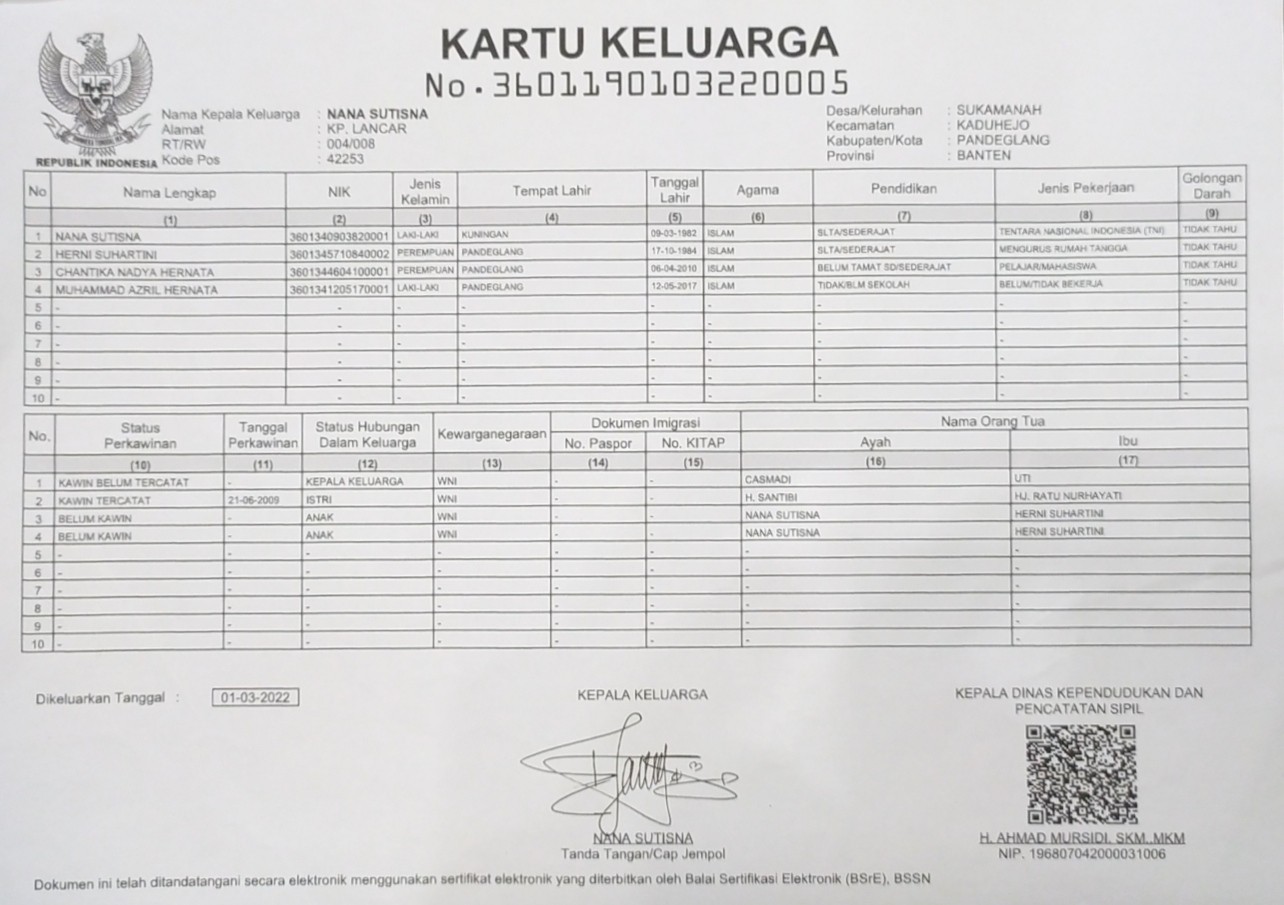 KARTU KELUARGA
No. 3601190103220005
REPUBLIK INDONESIA
Nama Kepala Keluarga : NANA SUTISNA
Alamat : KP. LANCAR
RT/RW : 004/008
Kode Pos : 42253
Desa/Kelurahan : SUKAMANAH
Kecamatan : KADUHEJO
Kabupaten/Kota : PANDEGLANG
Provinsi : BANTEN
No Nama Lengkap NIK Jenis Kelamin Tempat Lahir Tanggal Lahir Agama Pendidikan Jenis Pekerjaan Golongan Darah
(1) (2) (3) (4) (5) (6) (7) (8) (9)
1 NANA SUTISNA 3601340903820001 LAKI-LAKI KUNINGAN 09-03-1982 ISLAM SLTA/SEDERAJAT TENTARA NASIONAL INDONESIA (TNI) TIDAK TAHU
2 HERNI SUHARTINI 3601345710840002 PEREMPUAN PANDEGLANG 17-10-1984 ISLAM SLTA/SEDERAJAT MENGURUS RUMAH TANGGA TIDAK TAHU
3 CHANTIKA NADYA HERNATA 3601344604100001 PEREMPUAN PANDEGLANG 06-04-2010 ISLAM BELUM TAMAT SD/SEDERAJAT PELAJAR/MAHASISWA TIDAK TAHU
4 MUHAMMAD AZRIL HERNATA 3601341205170001 LAKI-LAKI PANDEGLANG 12-05-2017 ISLAM TIDAK/BLM SEKOLAH BELUM/TIDAK BEKERJA TIDAK TAHU
5 - - - - - - - - -
6 - - - - - - - - -
7 - - - - - - - - -
8 - - - - - - - - -
9 - - - - - - - - -
10 - - - - - - - - -
No. Status Perkawinan Tanggal Perkawinan Status Hubungan Dalam Keluarga Kewarganegaraan Dokumen Imigrasi Nama Orang Tua
No. Paspor No. KITAP Ayah Ibu
(10) (11) (12) (13) (14) (15) (16) (17)
1 KAWIN BELUM TERCATAT - KEPALA KELUARGA WNI - - CASMADI UTI
2 KAWIN TERCATAT 21-06-2009 ISTRI WNI - - H. SANTIBI HJ. RATU NURHAYATI
3 BELUM KAWIN - ANAK WNI - - NANA SUTISNA HERNI SUHARTINI
4 BELUM KAWIN - ANAK WNI - - NANA SUTISNA HERNI SUHARTINI
5 - - - - - - - -
6 - - - - - - - -
7 - - - - - - - -
8 - - - - - - - -
9 - - - - - - - -
10 - - - - - - - -
Dikeluarkan Tanggal : 01-03-2022
KEPALA KELUARGA
NANA SUTISNA
Tanda Tangan/Cap Jempol
KEPALA DINAS KEPENDUDUKAN DAN
PENCATATAN SIPIL
H. AHMAD MURSIDI, SKM.,MKM
NIP. 196807042000031006
Dokumen ini telah ditandatangani secara elektronik menggunakan sertifikat elektronik yang diterbitkan oleh Balai Sertifikasi Elektronik (BSrE), BSSN